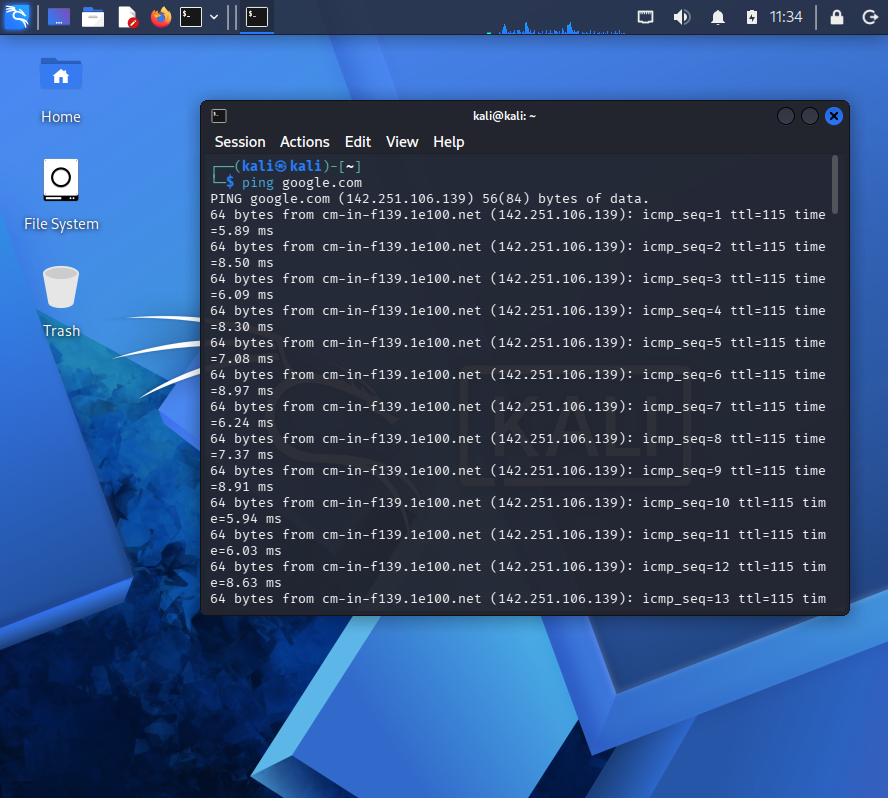 11:34
Home
File System
Trash
kali@kali: ~
Session Actions Edit View Help
┌──(kali㉿kali)-[~]
└─$ ping google.com
PING google.com (142.251.106.139) 56(84) bytes of data.
64 bytes from cm-in-f139.1e100.net (142.251.106.139): icmp_seq=1 ttl=115 time
=5.89 ms
64 bytes from cm-in-f139.1e100.net (142.251.106.139): icmp_seq=2 ttl=115 time
=8.50 ms
64 bytes from cm-in-f139.1e100.net (142.251.106.139): icmp_seq=3 ttl=115 time
=6.09 ms
64 bytes from cm-in-f139.1e100.net (142.251.106.139): icmp_seq=4 ttl=115 time
=8.30 ms
64 bytes from cm-in-f139.1e100.net (142.251.106.139): icmp_seq=5 ttl=115 time
=7.08 ms
64 bytes from cm-in-f139.1e100.net (142.251.106.139): icmp_seq=6 ttl=115 time
=8.97 ms
64 bytes from cm-in-f139.1e100.net (142.251.106.139): icmp_seq=7 ttl=115 time
=6.24 ms
64 bytes from cm-in-f139.1e100.net (142.251.106.139): icmp_seq=8 ttl=115 time
=7.37 ms
64 bytes from cm-in-f139.1e100.net (142.251.106.139): icmp_seq=9 ttl=115 time
=8.91 ms
64 bytes from cm-in-f139.1e100.net (142.251.106.139): icmp_seq=10 ttl=115 tim
e=5.94 ms
64 bytes from cm-in-f139.1e100.net (142.251.106.139): icmp_seq=11 ttl=115 tim
e=6.03 ms
64 bytes from cm-in-f139.1e100.net (142.251.106.139): icmp_seq=12 ttl=115 tim
e=8.63 ms
64 bytes from cm-in-f139.1e100.net (142.251.106.139): icmp_seq=13 ttl=115 tim
KALI